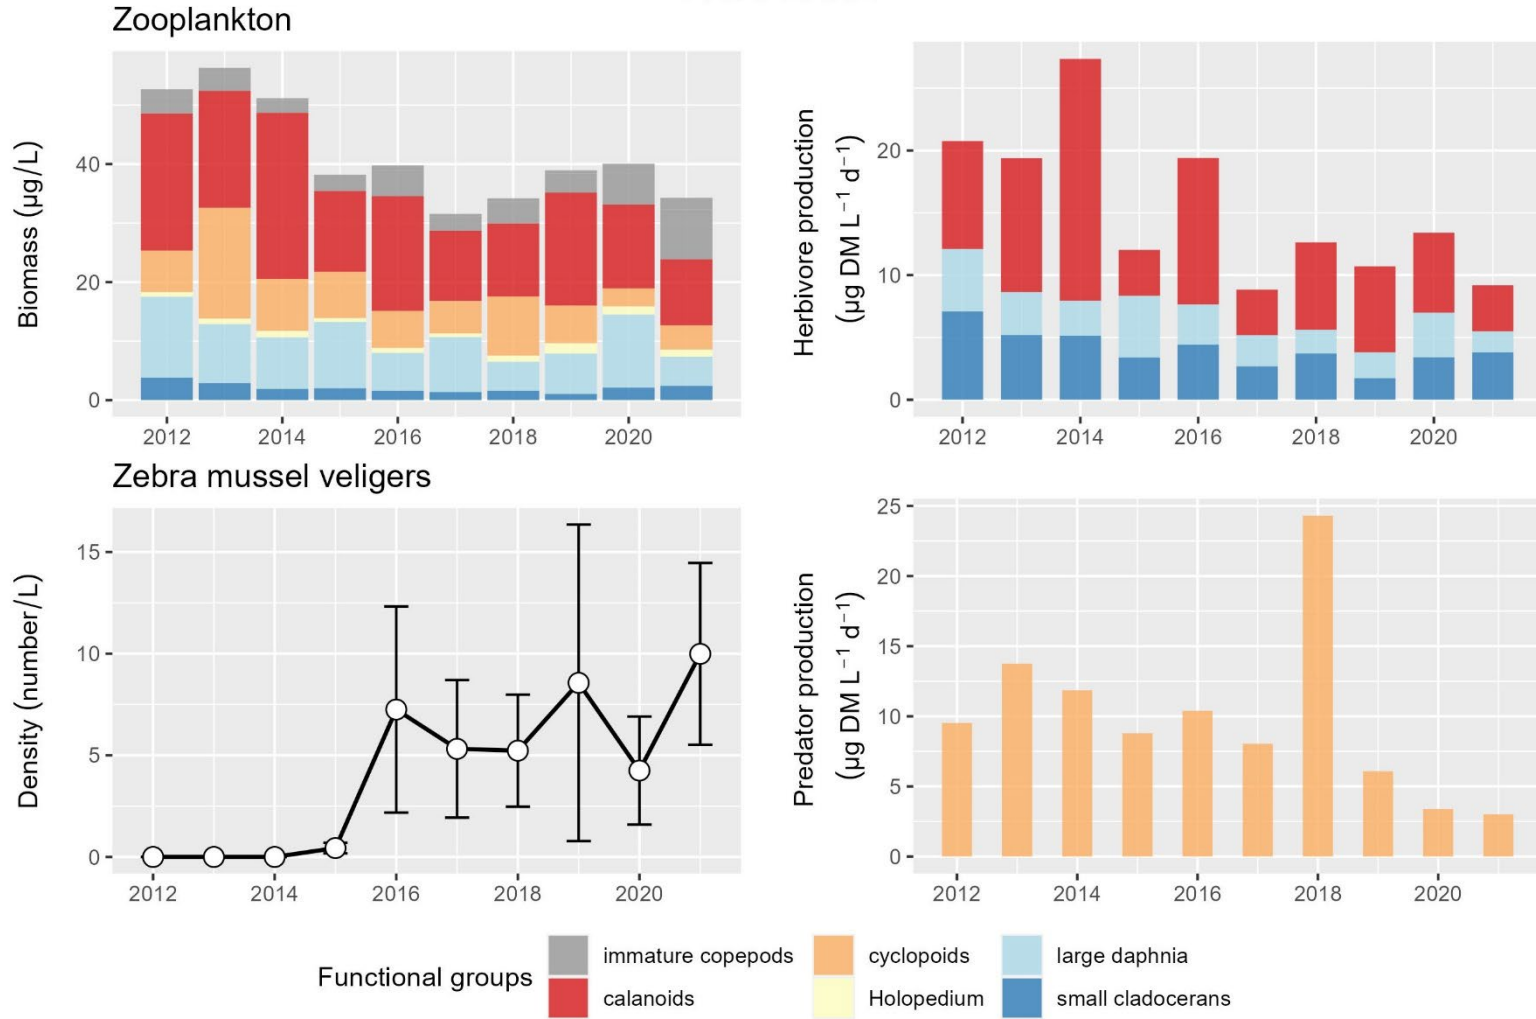 Zooplankton
Biomass (µg/L)
40
20
0
2012 2014 2016 2018 2020
Herbivore production
(µg DM L⁻¹ d⁻¹)
20
10
0
2012 2014 2016 2018 2020
Zebra mussel veligers
Density (number/L)
15
10
5
0
2012 2014 2016 2018 2020
Predator production
(µg DM L⁻¹ d⁻¹)
25
20
15
10
5
0
2012 2014 2016 2018 2020
Functional groups
immature copepods cyclopoids large daphnia
calanoids Holopedium small cladocerans